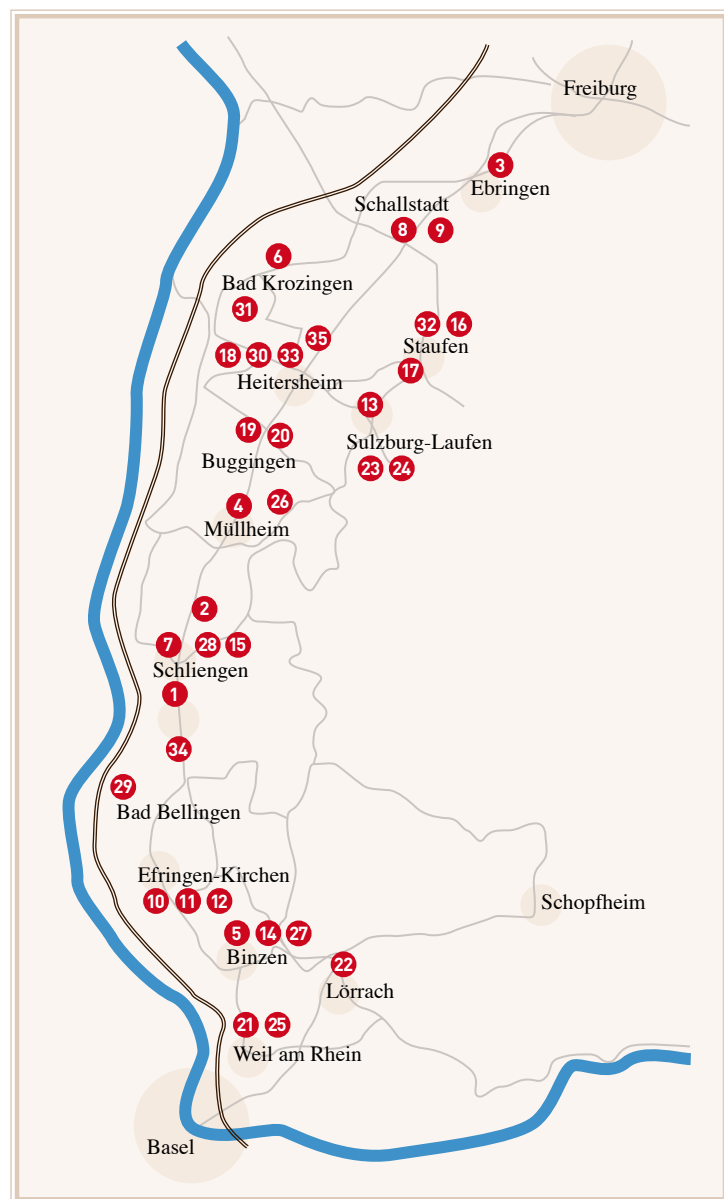 Freiburg
3
Ebringen
Schallstadt
8 9
6
Bad Krozingen
31
32 16
35
Staufen
18 30 33
17
Heitersheim
13
19 20
Sulzburg-Laufen
Buggingen
23 24
4 26
Müllheim
2
7 28 15
Schliengen
1
34
29
Bad Bellingen
Efringen-Kirchen
10 11 12
Schopfheim
5 14 27
Binzen
22
Lörrach
21 25
Weil am Rhein
Basel